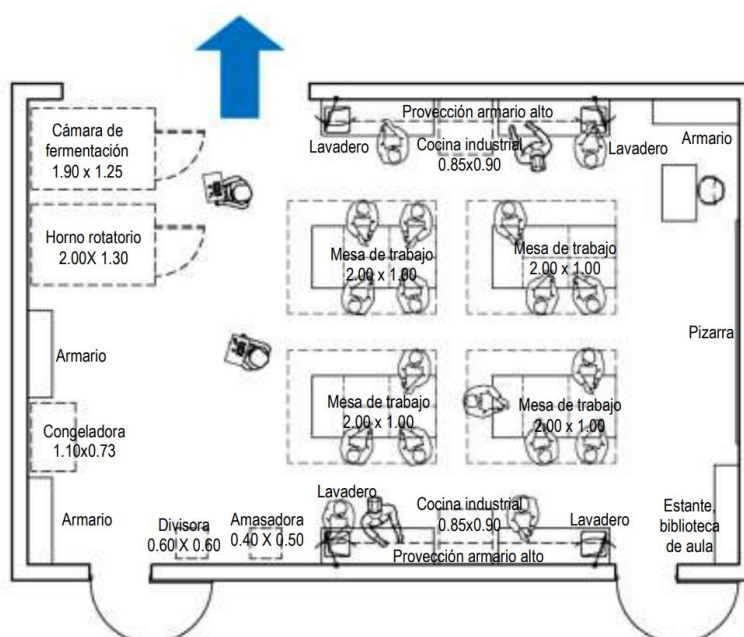 Provección armario alto
Cámara de
fermentación
1.90 x 1.25
Lavadero
Cocina industrial
0.85x0.90
Lavadero
Armario
Horno rotatorio
2.00X 1.30
Mesa de trabajo
2.00 x 1.00
Mesa de trabajo
2.00 x 1.00
Pizarra
Armario
Mesa de trabajo
2.00 x 1.00
Mesa de trabajo
2.00 x 1.00
Congeladora
1.10x0.73
Armario
Divisora
0.60 X 0.60
Amasadora
0.40 X 0.50
Lavadero
Cocina industrial
0.85x0.90
Lavadero
Provección armario alto
Estante,
biblioteca
de aula